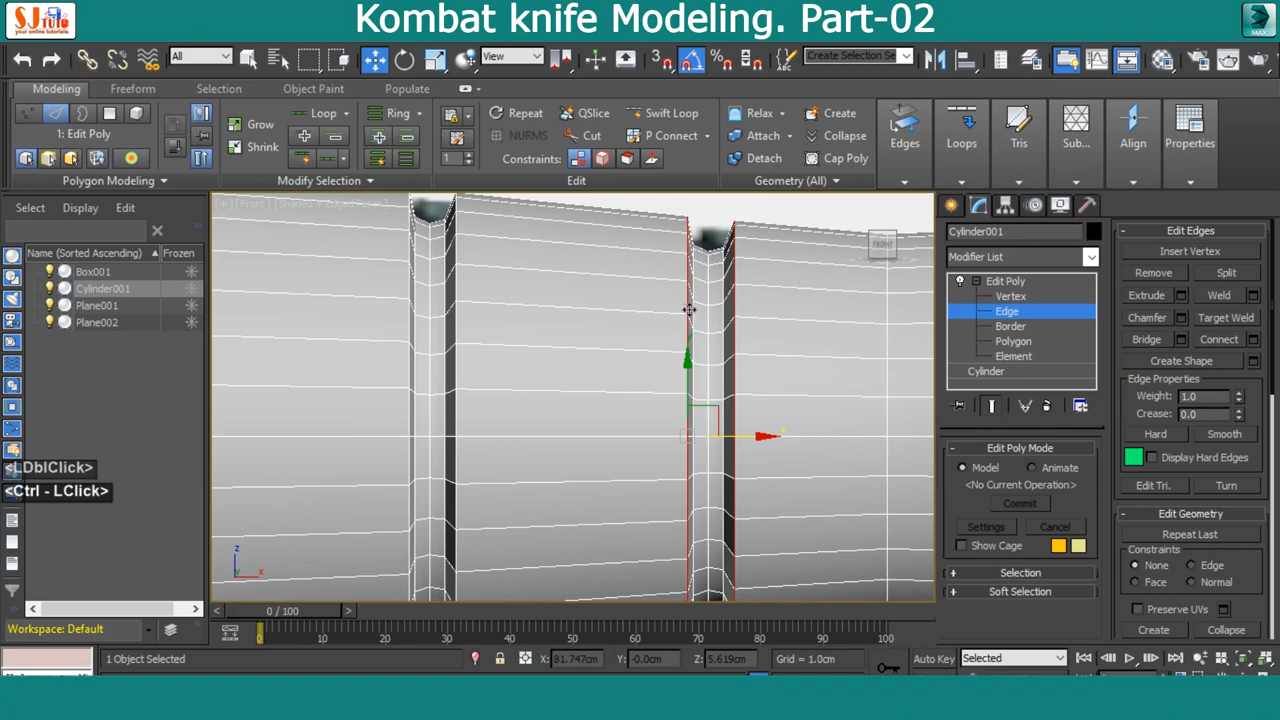 SJ TUTO
your online tutorials
Kombat knife Modeling. Part-02
MAX
All
View
3
Create Selection Se
Modeling Freeform Selection Object Paint Populate
1: Edit Poly
Polygon Modeling
Loop Ring
Grow
Shrink
Modify Selection
1
Repeat QSlice Swift Loop
NURMS Cut P Connect
Constraints:
Edit
Relax Create
Attach Collapse
Detach Cap Poly
Geometry (All)
Edges Loops Tris Sub... Align Properties
Select Display Edit
Name (Sorted Ascending) Frozen
Box001
Cylinder001
Plane001
Plane002
<LDblClick>
<Ctrl - LClick>
FRONT
z
x
Cylinder001
Modifier List
Edit Poly
Vertex
Edge
Border
Polygon
Element
Cylinder
Edit Poly Mode
Model Animate
<No Current Operation>
Commit
Settings Cancel
Show Cage
Selection
Soft Selection
Edit Edges
Insert Vertex
Remove Split
Extrude Weld
Chamfer Target Weld
Bridge Connect
Create Shape
Edge Properties
Weight: 1.0
Crease: 0.0
Hard Smooth
Display Hard Edges
Edit Tri. Turn
Edit Geometry
Repeat Last
Constraints
None Edge
Face Normal
Preserve UVs
Create Collapse
0 / 100
Workspace: Default
0 10 20 30 40 50 60 70 80 90 100
1 Object Selected
X: 81.747cm Y: -0.0cm Z: 5.619cm Grid = 1.0cm
Auto Key Selected